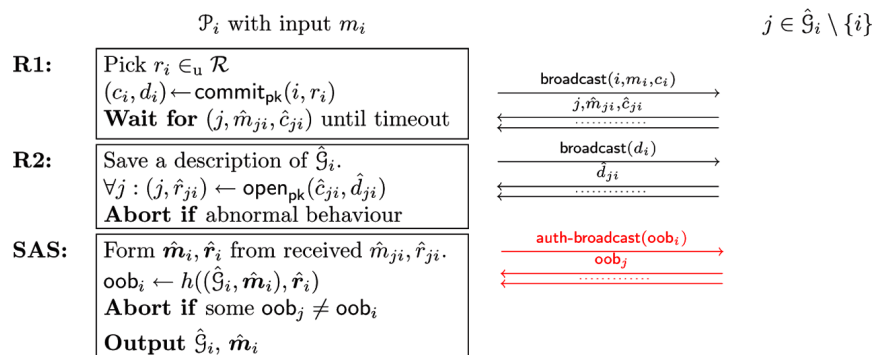 𝒫ᵢ with input mᵢ
j ∈ 𝒢̂ᵢ \ {i}
R1:
Pick rᵢ ∈ᵤ ℛ
(cᵢ, dᵢ)←commit_pk(i, rᵢ)
Wait for (j, m̂ⱼᵢ, ĉⱼᵢ) until timeout
broadcast(i,mᵢ,cᵢ)
j,m̂ⱼᵢ,ĉⱼᵢ
R2:
Save a description of 𝒢̂ᵢ.
∀j : (j, r̂ⱼᵢ) ← open_pk(ĉⱼᵢ, d̂ⱼᵢ)
Abort if abnormal behaviour
broadcast(dᵢ)
d̂ⱼᵢ
SAS:
Form m̂ᵢ, r̂ᵢ from received m̂ⱼᵢ, r̂ⱼᵢ.
oobᵢ ← h((𝒢̂ᵢ, m̂ᵢ), r̂ᵢ)
Abort if some oobⱼ ≠ oobᵢ
Output 𝒢̂ᵢ, m̂ᵢ
auth-broadcast(oobᵢ)
oobⱼ